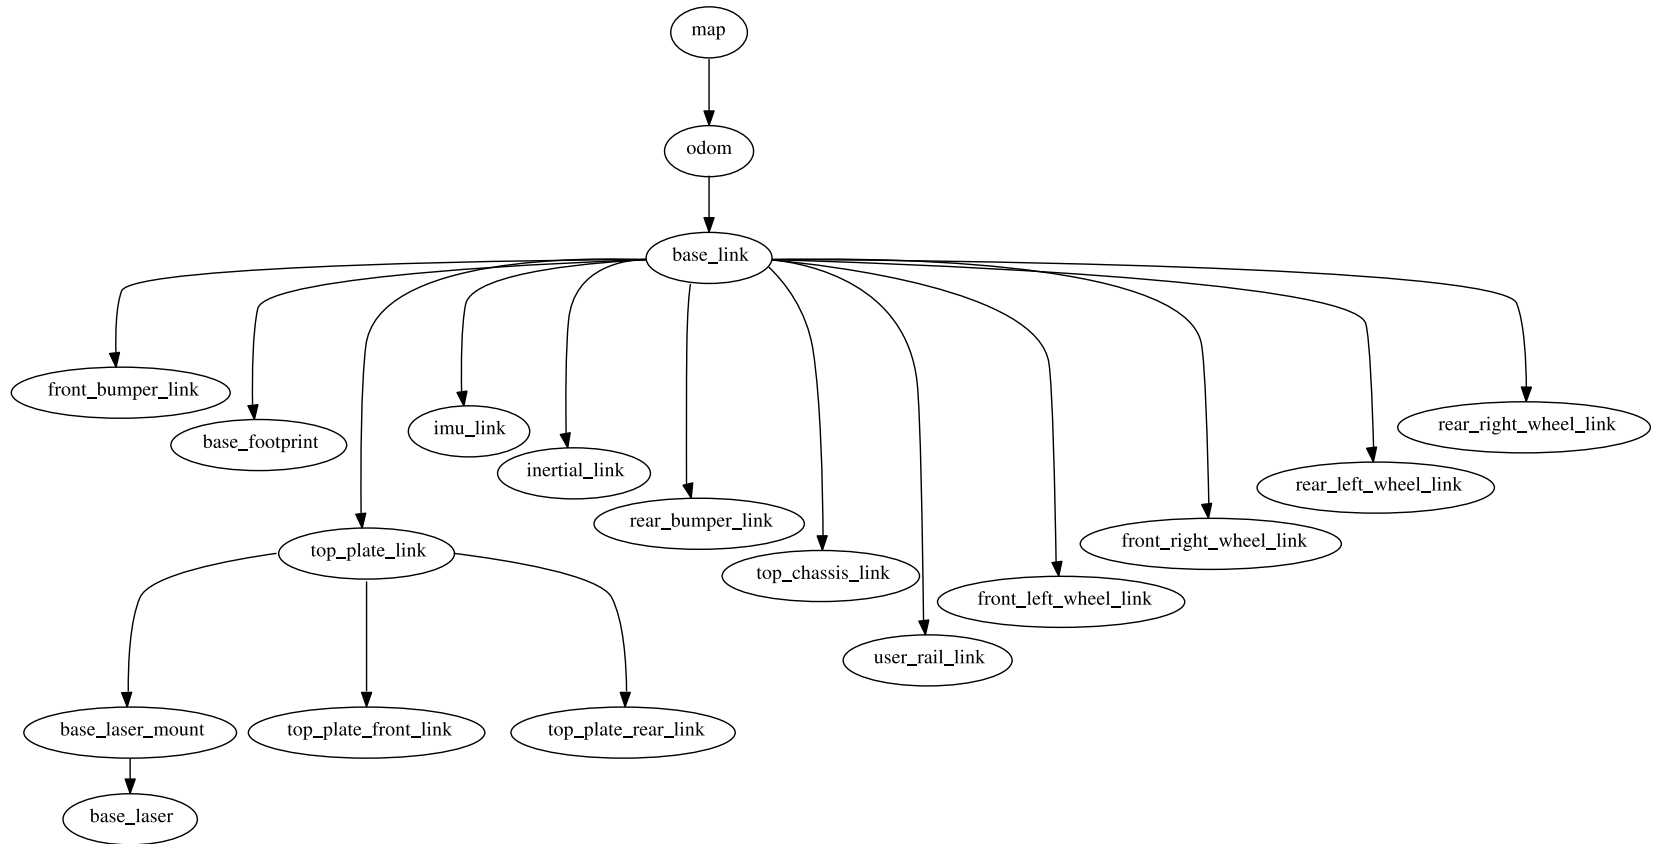 map
odom
base_link
front_bumper_link
base_footprint
imu_link
inertial_link
rear_bumper_link
top_plate_link
top_chassis_link
user_rail_link
front_left_wheel_link
front_right_wheel_link
rear_left_wheel_link
rear_right_wheel_link
base_laser_mount
top_plate_front_link
top_plate_rear_link
base_laser